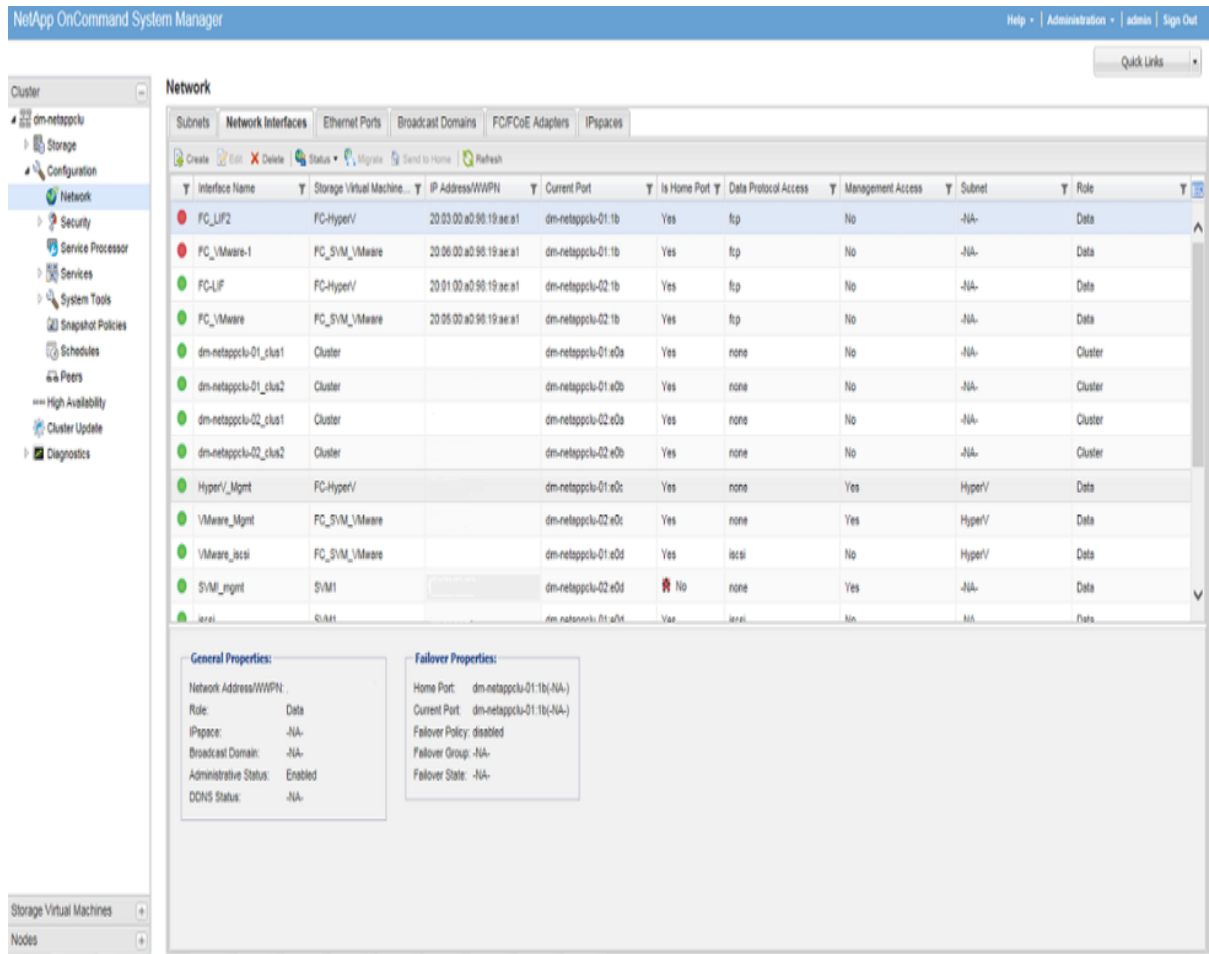 NetApp OnCommand System Manager
Help | Administration | admin | Sign Out
Quick Links
Cluster
Network
dm-netappclu
Storage
Configuration
Network
Security
Service Processor
Services
System Tools
Snapshot Policies
Schedules
Peers
High Availability
Cluster Update
Diagnostics
Subnets Network Interfaces Ethernet Ports Broadcast Domains FC/FCoE Adapters IPspaces
Create Edit Delete Status Migrate Send to Home Refresh
Interface Name Storage Virtual Machine... IP Address/WWPN Current Port Is Home Port Data Protocol Access Management Access Subnet Role
FC_LIF2 FC-HyperV 20:03:00:a0:98:19:ae:a1 dm-netappclu-01:1b Yes fcp No -NA- Data
FC_VMware-1 FC_SVM_VMware 20:06:00:a0:98:19:ae:a1 dm-netappclu-01:1b Yes fcp No -NA- Data
FC-LIF FC-HyperV 20:01:00:a0:98:19:ae:a1 dm-netappclu-02:1b Yes fcp No -NA- Data
FC_VMware FC_SVM_VMware 20:05:00:a0:98:19:ae:a1 dm-netappclu-02:1b Yes fcp No -NA- Data
dm-netappclu-01_clus1 Cluster dm-netappclu-01:e0a Yes none No -NA- Cluster
dm-netappclu-01_clus2 Cluster dm-netappclu-01:e0b Yes none No -NA- Cluster
dm-netappclu-02_clus1 Cluster dm-netappclu-02:e0a Yes none No -NA- Cluster
dm-netappclu-02_clus2 Cluster dm-netappclu-02:e0b Yes none No -NA- Cluster
HyperV_Mgmt FC-HyperV dm-netappclu-01:e0c Yes none Yes HyperV Data
VMware_Mgmt FC_SVM_VMware dm-netappclu-02:e0c Yes none Yes HyperV Data
VMware_iscsi FC_SVM_VMware dm-netappclu-01:e0d Yes iscsi No HyperV Data
SVMI_mgmt SVM1 dm-netappclu-02:e0d No none Yes -NA- Data
iscsi SVM1 dm-netappclu-01:e0d Yes iscsi No -NA- Data
General Properties:
Network Address/WWPN:
Role: Data
IPspace: -NA-
Broadcast Domain: -NA-
Administrative Status: Enabled
DDNS Status: -NA-
Failover Properties:
Home Port: dm-netappclu-01:1b(-NA-)
Current Port: dm-netappclu-01:1b(-NA-)
Failover Policy: disabled
Failover Group: -NA-
Failover State: -NA-
Storage Virtual Machines
Nodes